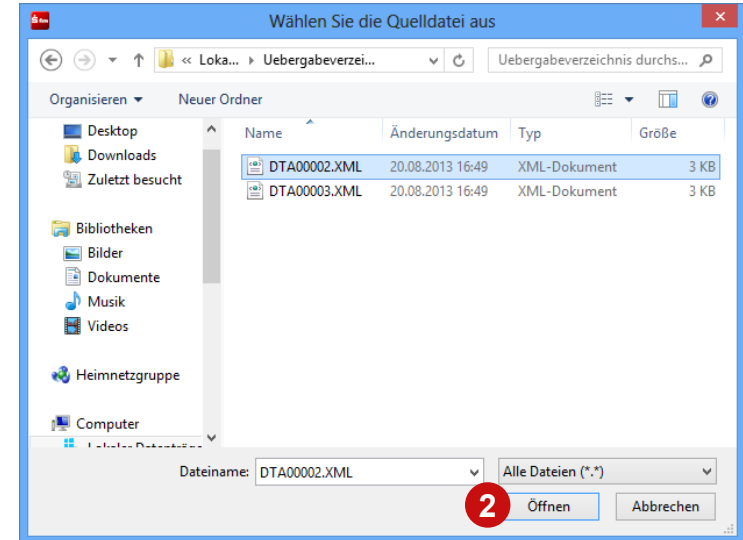 Wählen Sie die Quelldatei aus
« Loka... Uebergabeverzei... Uebergabeverzeichnis durchs...
Organisieren Neuer Ordner
Name Änderungsdatum Typ Größe
Desktop
Downloads
Zuletzt besucht
DTA00002.XML 20.08.2013 16:49 XML-Dokument 3 KB
DTA00003.XML 20.08.2013 16:49 XML-Dokument 3 KB
Bibliotheken
Bilder
Dokumente
Musik
Videos
Heimnetzgruppe
Computer
Dateiname: DTA00002.XML Alle Dateien (*.*)
2 Öffnen Abbrechen